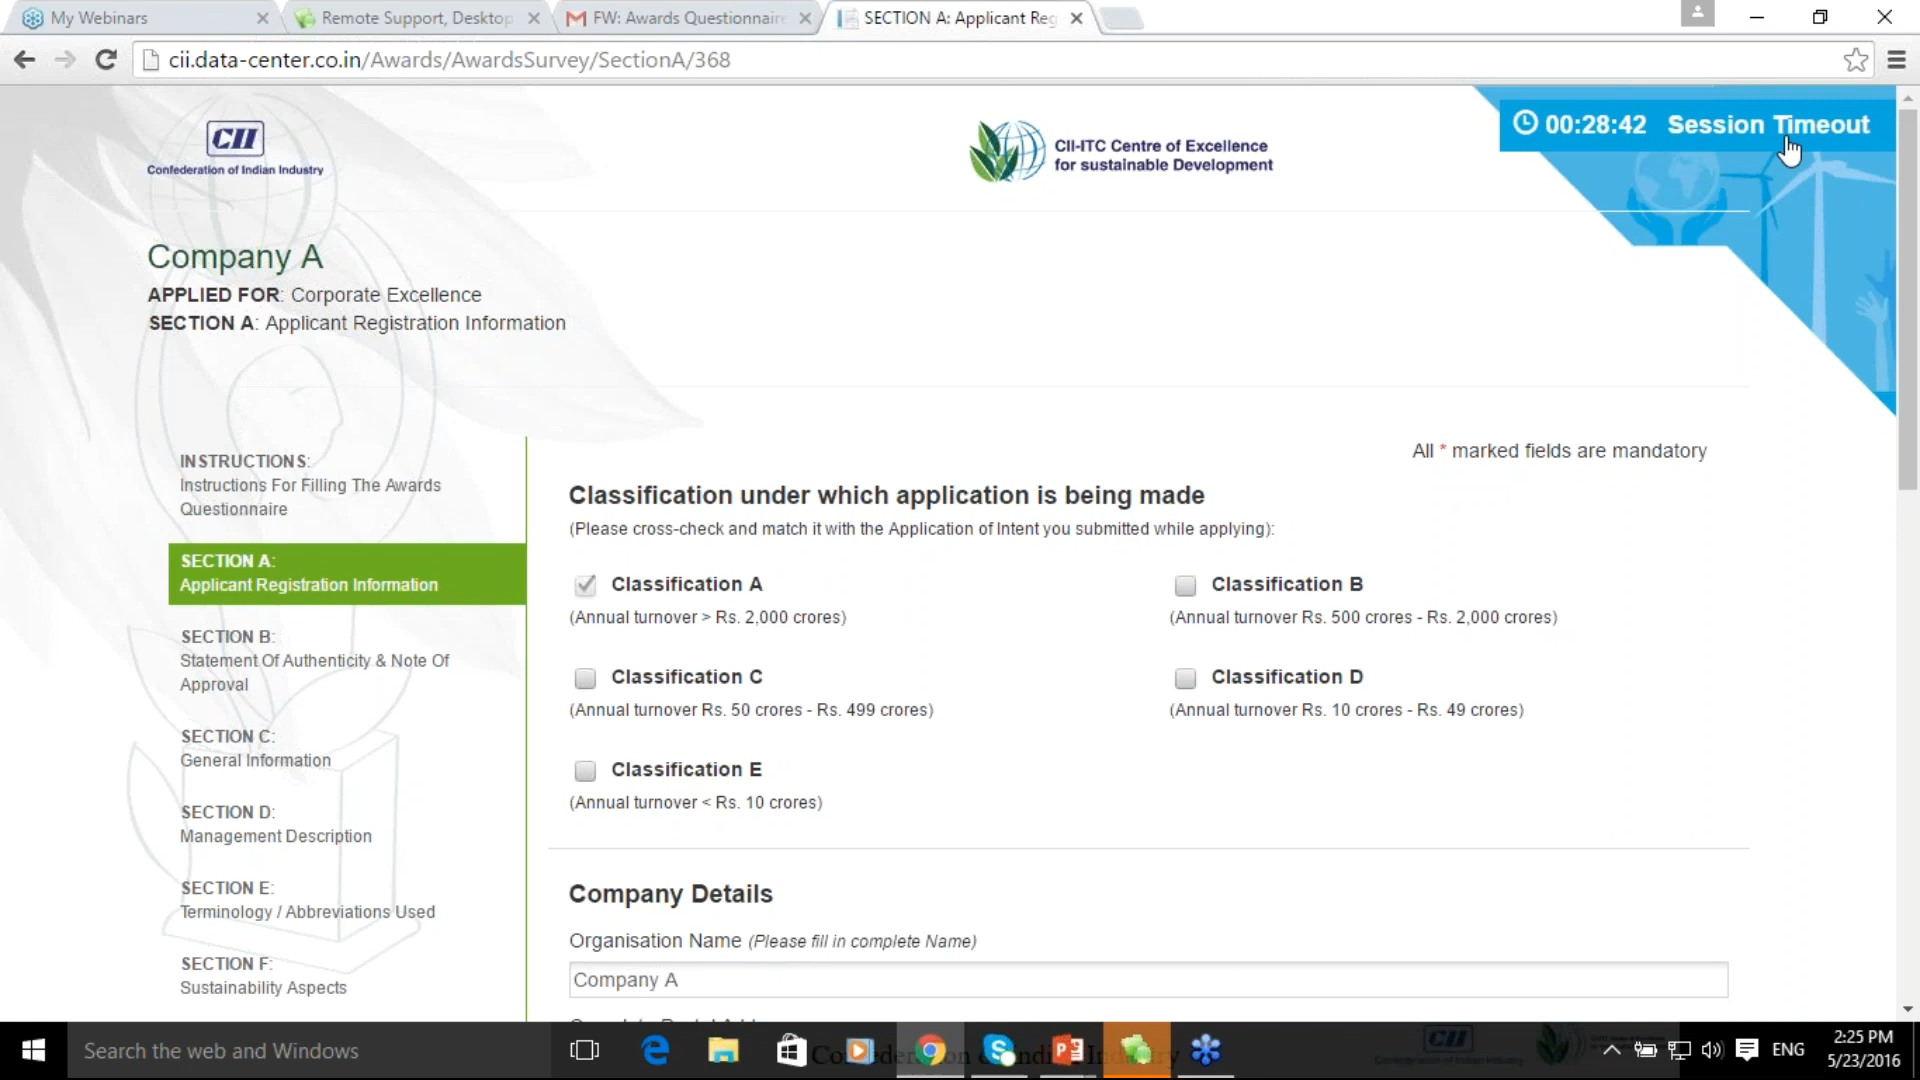 My Webinars
Remote Support, Desktop
FW: Awards Questionnaire
SECTION A: Applicant Reg
cii.data-center.co.in/Awards/AwardsSurvey/SectionA/368
00:28:42 Session Timeout
CII
Confederation of Indian Industry
CII-ITC Centre of Excellence
for sustainable Development
Company A
APPLIED FOR: Corporate Excellence
SECTION A: Applicant Registration Information
All * marked fields are mandatory
INSTRUCTIONS:
Instructions For Filling The Awards
Questionnaire
SECTION A:
Applicant Registration Information
SECTION B:
Statement Of Authenticity & Note Of
Approval
SECTION C:
General Information
SECTION D:
Management Description
SECTION E:
Terminology / Abbreviations Used
SECTION F:
Sustainability Aspects
Classification under which application is being made
(Please cross-check and match it with the Application of Intent you submitted while applying):
Classification A
(Annual turnover > Rs. 2,000 crores)
Classification B
(Annual turnover Rs. 500 crores - Rs. 2,000 crores)
Classification C
(Annual turnover Rs. 50 crores - Rs. 499 crores)
Classification D
(Annual turnover Rs. 10 crores - Rs. 49 crores)
Classification E
(Annual turnover < Rs. 10 crores)
Company Details
Organisation Name (Please fill in complete Name)
Company A
Search the web and Windows
ENG
2:25 PM
5/23/2016